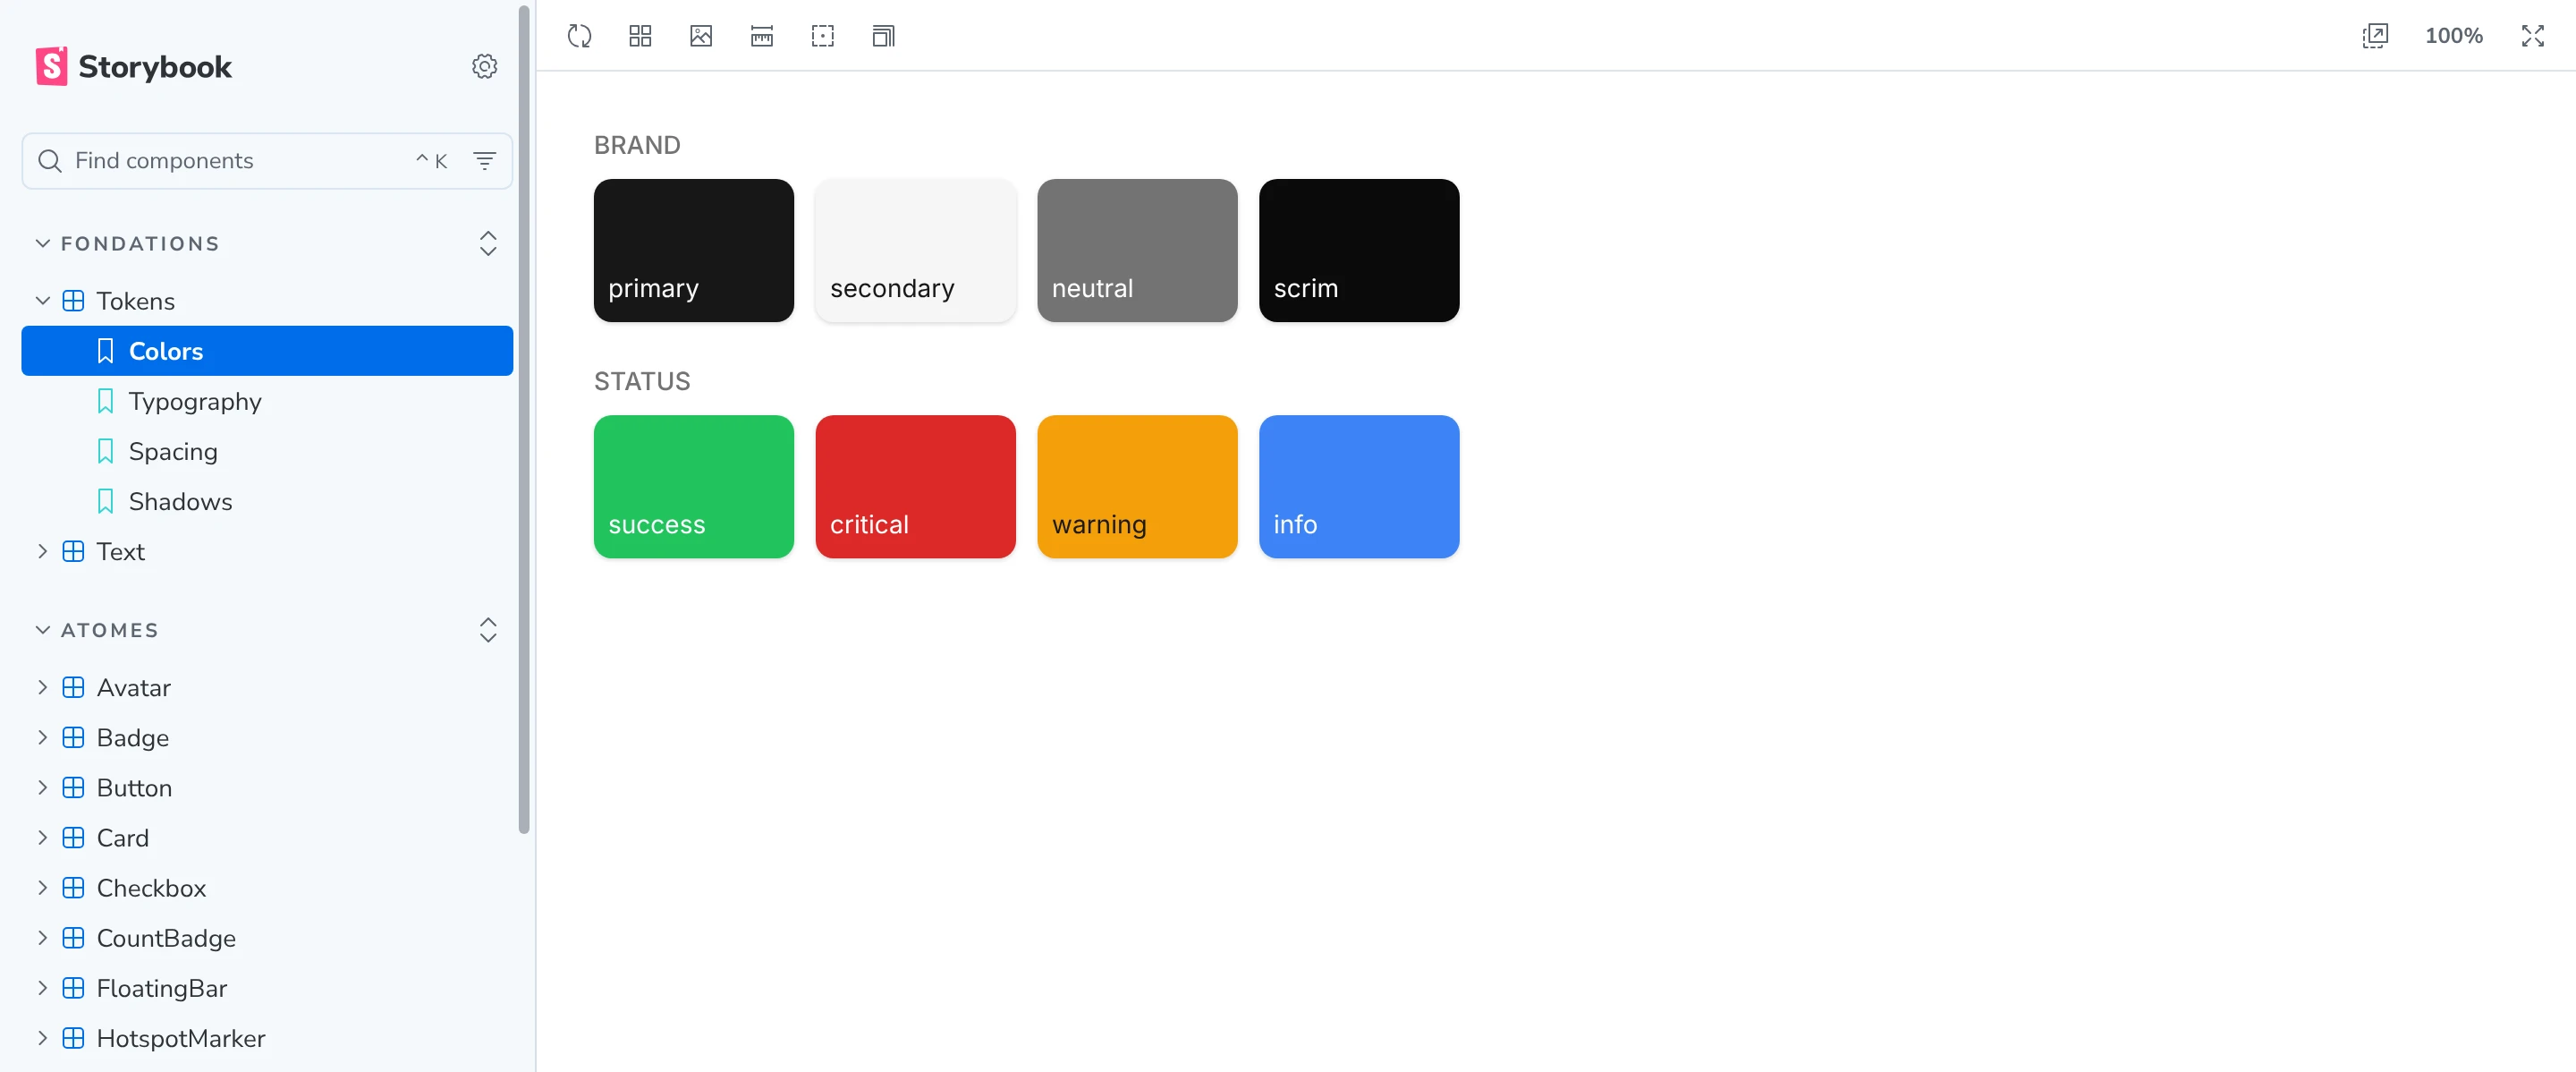 Storybook
Find components
^ K
FONDATIONS
Tokens
Colors
Typography
Spacing
Shadows
Text
ATOMES
Avatar
Badge
Button
Card
Checkbox
CountBadge
FloatingBar
HotspotMarker
100%
BRAND
primary secondary neutral scrim
STATUS
success critical warning info